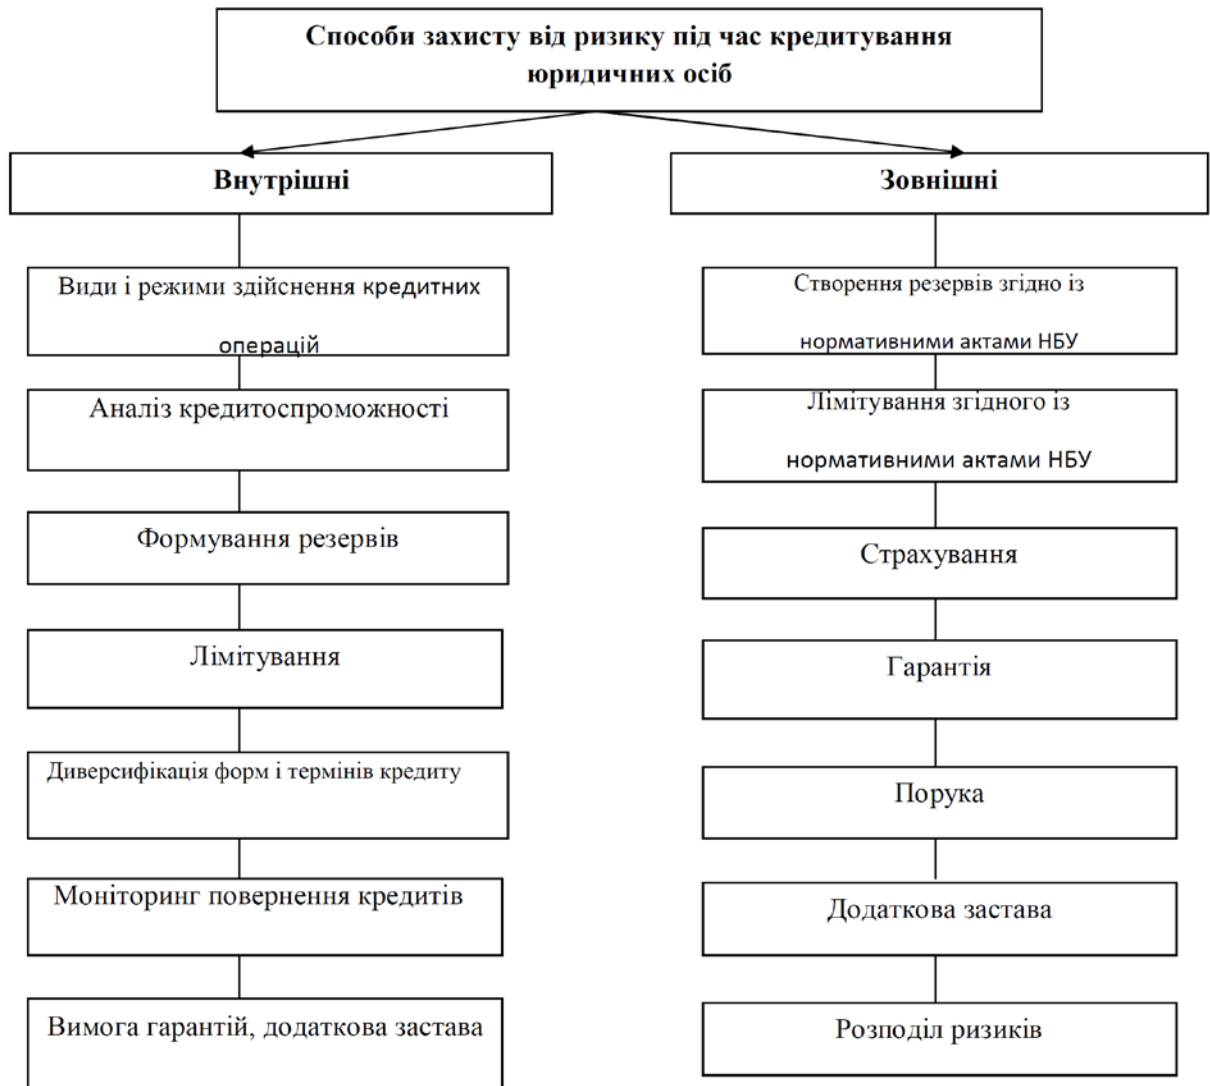 Способи захисту від ризику під час кредитування
юридичних осіб
Внутрішні
Види і режими здійснення кредитних
операцій
Аналіз кредитоспроможності
Формування резервів
Лімітування
Диверсифікація форм і термінів кредиту
Моніторинг повернення кредитів
Вимога гарантій, додаткова застава
Зовнішні
Створення резервів згідно із
нормативними актами НБУ
Лімітування згідного із
нормативними актами НБУ
Страхування
Гарантія
Порука
Додаткова застава
Розподіл ризиків